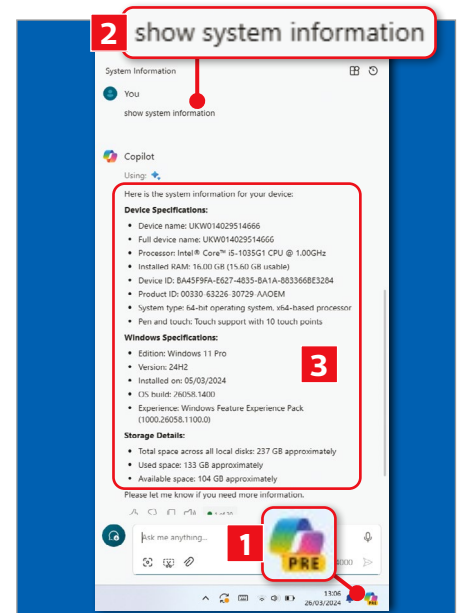 2 show system information
System Information
You
show system information
Copilot
Using:
Here is the system information for your device:
Device Specifications:
• Device name: UKW014029514666
• Full device name: UKW014029514666
• Processor: Intel® Core™ i5-1035G1 CPU @ 1.00GHz
• Installed RAM: 16.00 GB (15.60 GB usable)
• Device ID: BA45F9FA-E627-4835-8A1A-883366BE3284
• Product ID: 00330-63226-30729-AAOEM
• System type: 64-bit operating system, x64-based processor
• Pen and touch: Touch support with 10 touch points
Windows Specifications:
• Edition: Windows 11 Pro
• Version: 24H2
• Installed on: 05/03/2024
• OS build: 26058.1400
• Experience: Windows Feature Experience Pack
(1000.26058.1100.0)
3
Storage Details:
• Total space across all local disks: 237 GB approximately
• Used space: 133 GB approximately
• Available space: 104 GB approximately
Please let me know if you need more information.
Ask me anything...
1
PRE
4000
13:06
26/03/2024